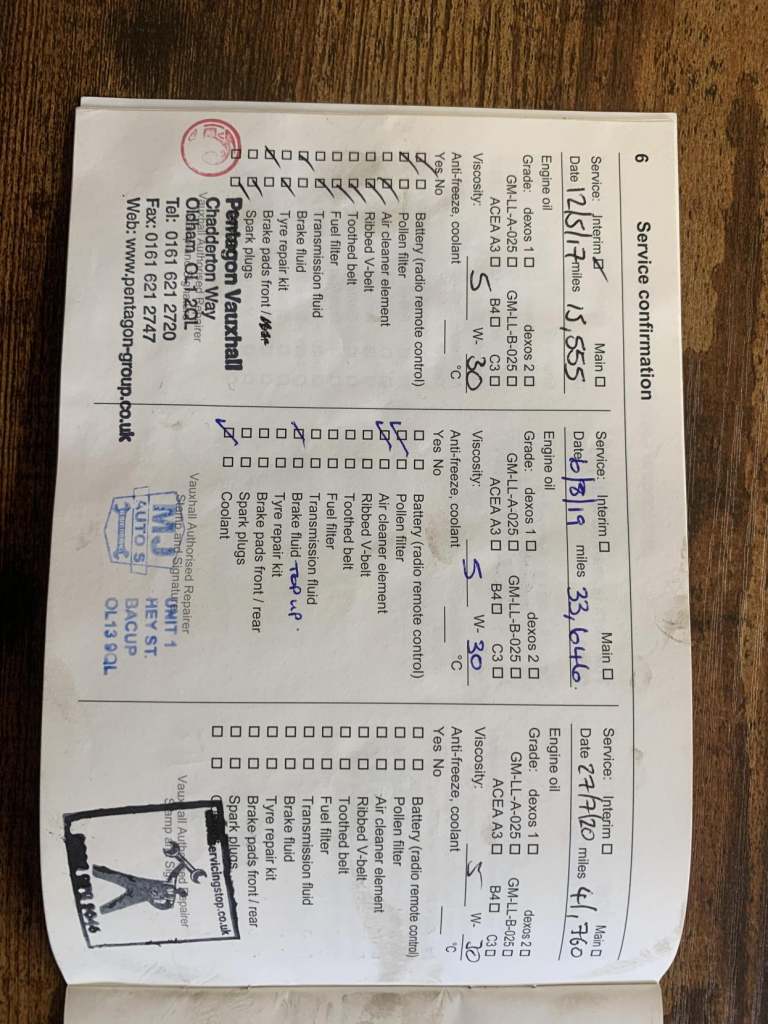 6 Service confirmation
Service: Interim ☑ Main ☐
Date 12/5/17 miles 15,555
Engine oil
Grade: dexos 1 ☐ dexos 2 ☐
GM-LL-A-025 ☐ GM-LL-B-025 ☐
ACEA A3 ☐ B4 ☐ C3 ☐
Viscosity: 5 W- 30
Anti-freeze, coolant °C
Yes No
Battery (radio remote control)
Pollen filter
Air cleaner element
Ribbed V-belt
Toothed belt
Fuel filter
Transmission fluid
Brake fluid
Tyre repair kit
Brake pads front /
Spark plugs
Pentagon Vauxhall
Chadderton Way
Oldham OL1 2QL
Tel: 0161 621 2720
Fax: 0161 621 2747
Web: www.pentagon-group.co.uk
Service: Interim ☐ Main ☐
Date 6/8/19 miles 33,646.
Engine oil
Grade: dexos 1 ☐ dexos 2 ☐
GM-LL-A-025 ☐ GM-LL-B-025 ☐
ACEA A3 ☐ B4 ☐ C3 ☐
Viscosity: 5 W- 30
Anti-freeze, coolant °C
Yes No
Battery (radio remote control)
Pollen filter
Air cleaner element
Ribbed V-belt
Toothed belt
Fuel filter
Transmission fluid
Brake fluid TOP UP.
Tyre repair kit
Brake pads front / rear
Spark plugs
Coolant
Vauxhall Authorised Repairer
Stamp and Signature
MJ AUTO S
UNIT 1
HEY ST.
BACUP
OL13 9QL
Service: Interim ☐ Main ☐
Date 27/7/20 miles 41,760
Engine oil
Grade: dexos 1 ☐ dexos 2 ☐
GM-LL-A-025 ☐ GM-LL-B-025 ☐
ACEA A3 ☐ B4 ☐ C3 ☐
Viscosity: 5 W- 30
Anti-freeze, coolant °C
Yes No
Battery (radio remote control)
Pollen filter
Air cleaner element
Ribbed V-belt
Toothed belt
Fuel filter
Transmission fluid
Brake fluid
Tyre repair kit
Brake pads front / rear
Spark plugs
servicingstop.co.uk
Vauxhall Authorised Repairer
Stamp and